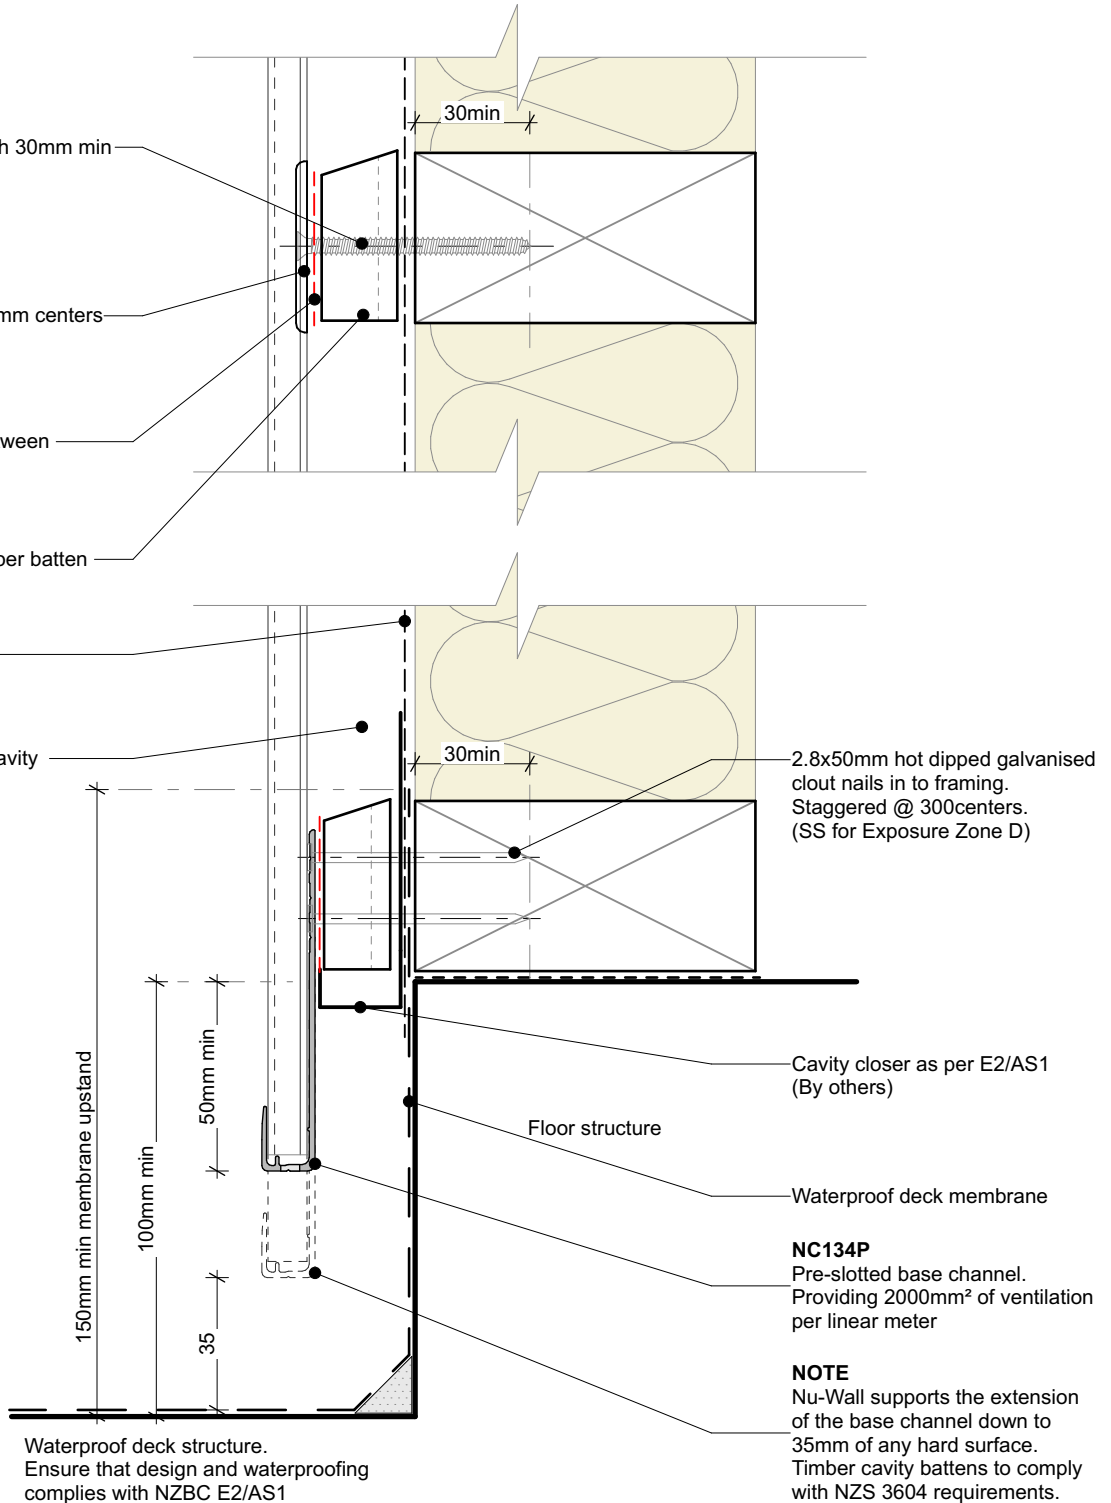 30min
h 30mm min
mm centers
ween
per batten
avity
30min
2.8x50mm hot dipped galvanised
clout nails in to framing.
Staggered @ 300centers.
(SS for Exposure Zone D)
150mm min membrane upstand
100mm min
50mm min
35
Cavity closer as per E2/AS1
(By others)
Floor structure
Waterproof deck membrane
NC134P
Pre-slotted base channel.
Providing 2000mm² of ventilation
per linear meter
NOTE
Nu-Wall supports the extension
of the base channel down to
35mm of any hard surface.
Timber cavity battens to comply
with NZS 3604 requirements.
Waterproof deck structure.
Ensure that design and waterproofing
complies with NZBC E2/AS1